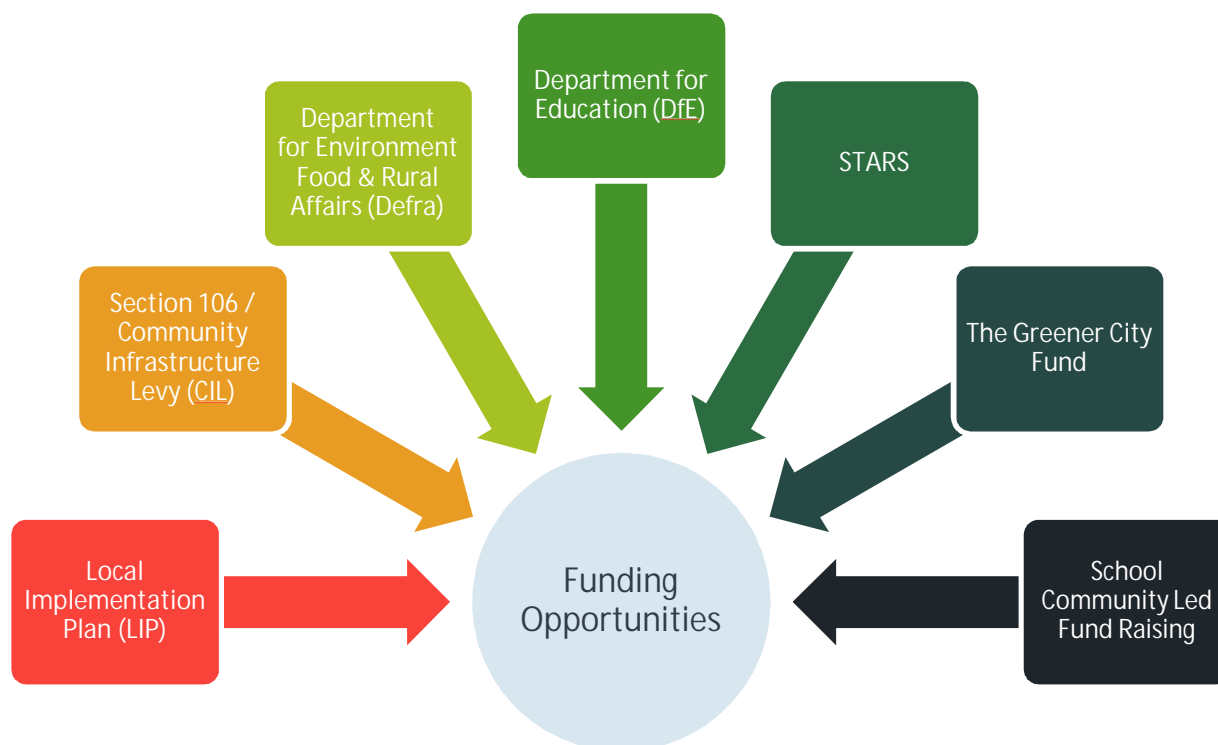 Department for
Education (DfE)
Department
for Environment
Food & Rural
Affairs (Defra)
STARS
Section 106 /
Community
Infrastructure
Levy (CIL)
The Greener City
Fund
Local
Implementation
Plan (LIP)
Funding
Opportunities
School
Community Led
Fund Raising